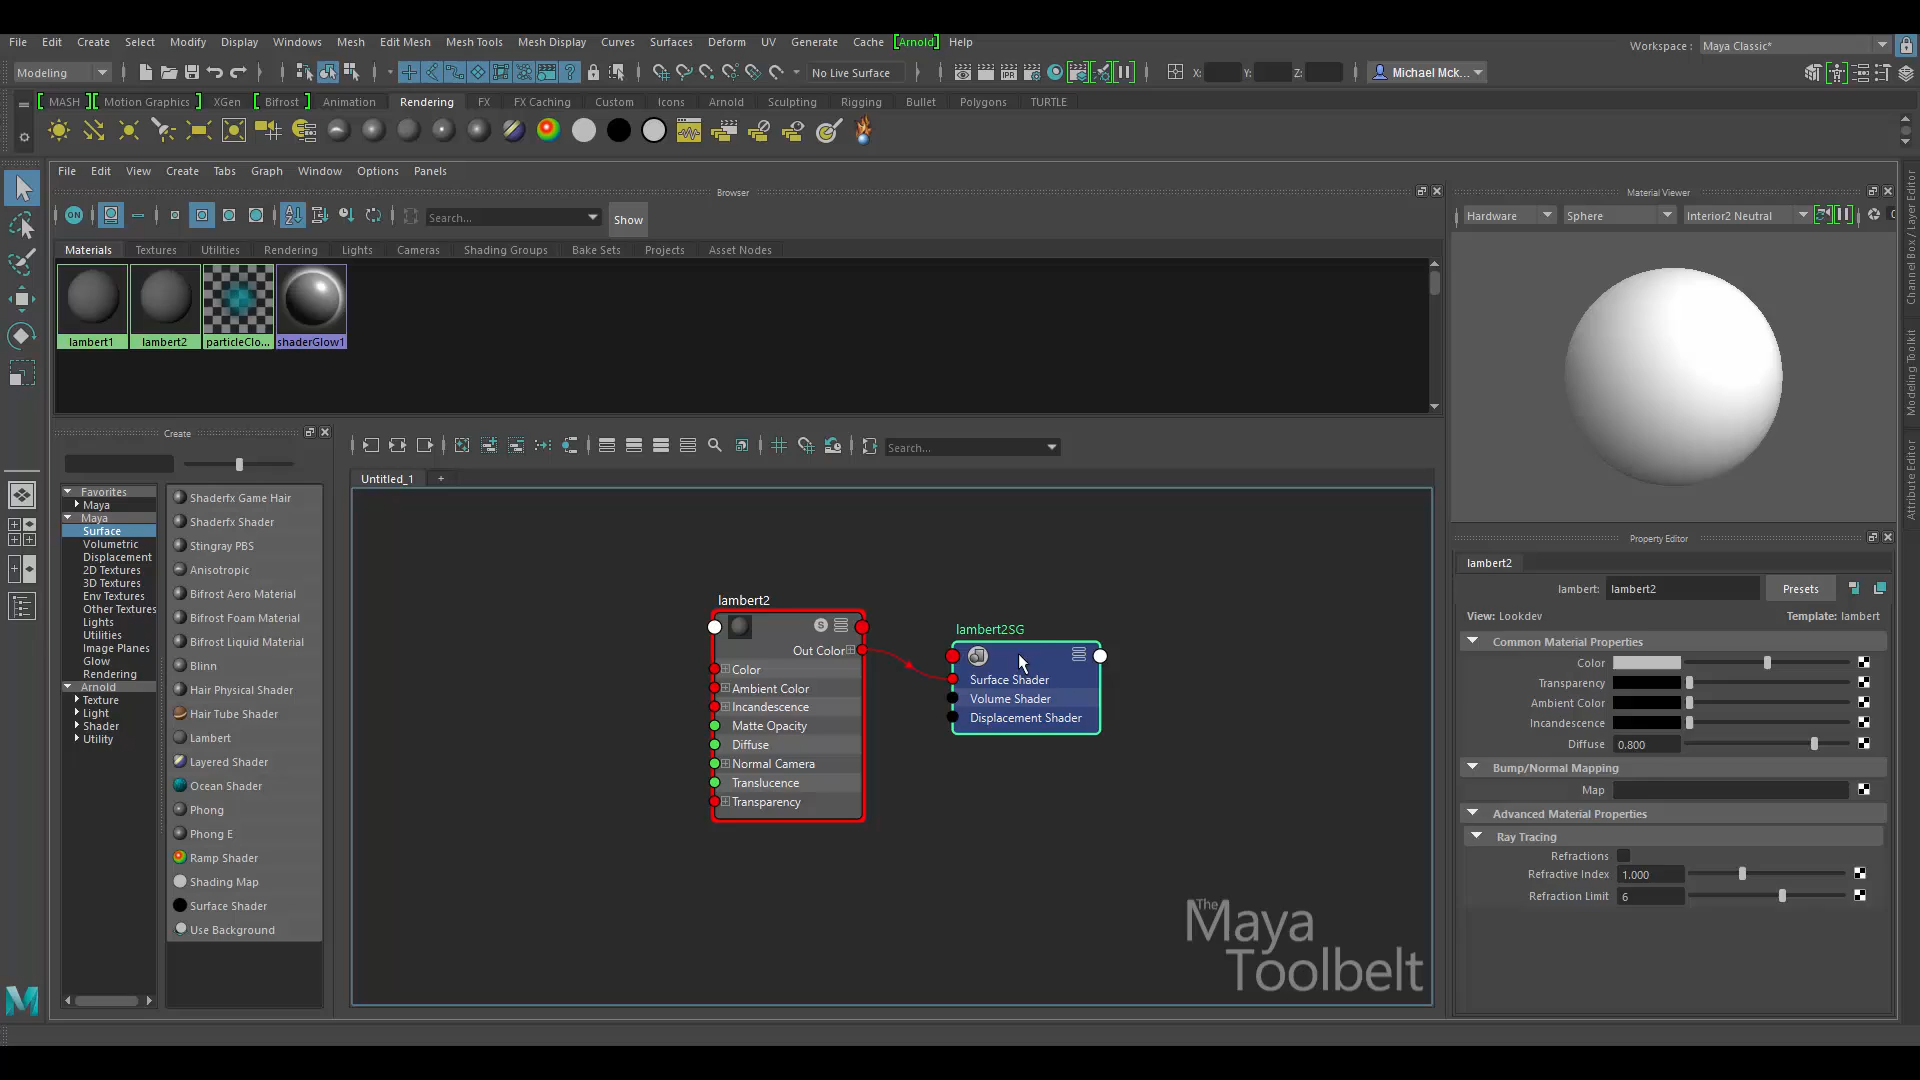 File Edit Create Select Modify Display Windows Mesh Edit Mesh Mesh Tools Mesh Display Curves Surfaces Deform UV Generate Cache [Arnold] Help
Workspace : Maya Classic*
Modeling No Live Surface X: Y: Z: Michael Mck...
MASH Motion Graphics XGen Bifrost Animation Rendering FX FX Caching Custom Icons Arnold Sculpting Rigging Bullet Polygons TURTLE
File Edit View Create Tabs Graph Window Options Panels
Browser
ON Search... Show
Materials Textures Utilities Rendering Lights Cameras Shading Groups Bake Sets Projects Asset Nodes
lambert1 lambert2 particleClo... shaderGlow1
Create
Favorites
Maya
Maya
Surface
Volumetric
Displacement
2D Textures
3D Textures
Env Textures
Other Textures
Lights
Utilities
Image Planes
Glow
Rendering
Arnold
Texture
Light
Shader
Utility
Shaderfx Game Hair
Shaderfx Shader
Stingray PBS
Anisotropic
Bifrost Aero Material
Bifrost Foam Material
Bifrost Liquid Material
Blinn
Hair Physical Shader
Hair Tube Shader
Lambert
Layered Shader
Ocean Shader
Phong
Phong E
Ramp Shader
Shading Map
Surface Shader
Use Background
Search...
Untitled_1 +
lambert2
S
Out Color
Color
Ambient Color
Incandescence
Matte Opacity
Diffuse
Normal Camera
Translucence
Transparency
lambert2SG
Surface Shader
Volume Shader
Displacement Shader
The
Maya
Toolbelt
Material Viewer
Hardware Sphere Interior2 Neutral
Property Editor
lambert2
lambert: lambert2 Presets
View: Lookdev Template: lambert
Common Material Properties
Color
Transparency
Ambient Color
Incandescence
Diffuse 0.800
Bump/Normal Mapping
Map
Advanced Material Properties
Ray Tracing
Refractions
Refractive Index 1.000
Refraction Limit 6
Channel Box / Layer Editor
Modeling Toolkit
Attribute Editor